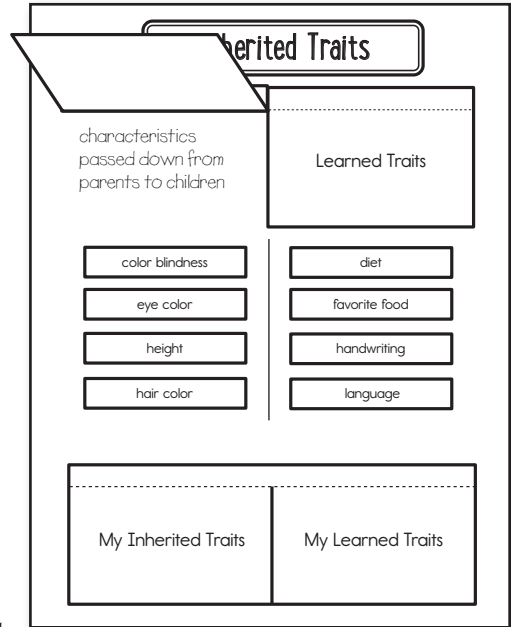 herited Traits
characteristics
passed down from
parents to children
Learned Traits
color blindness
diet
eye color
favorite food
height
handwriting
hair color
language
My Inherited Traits
My Learned Traits